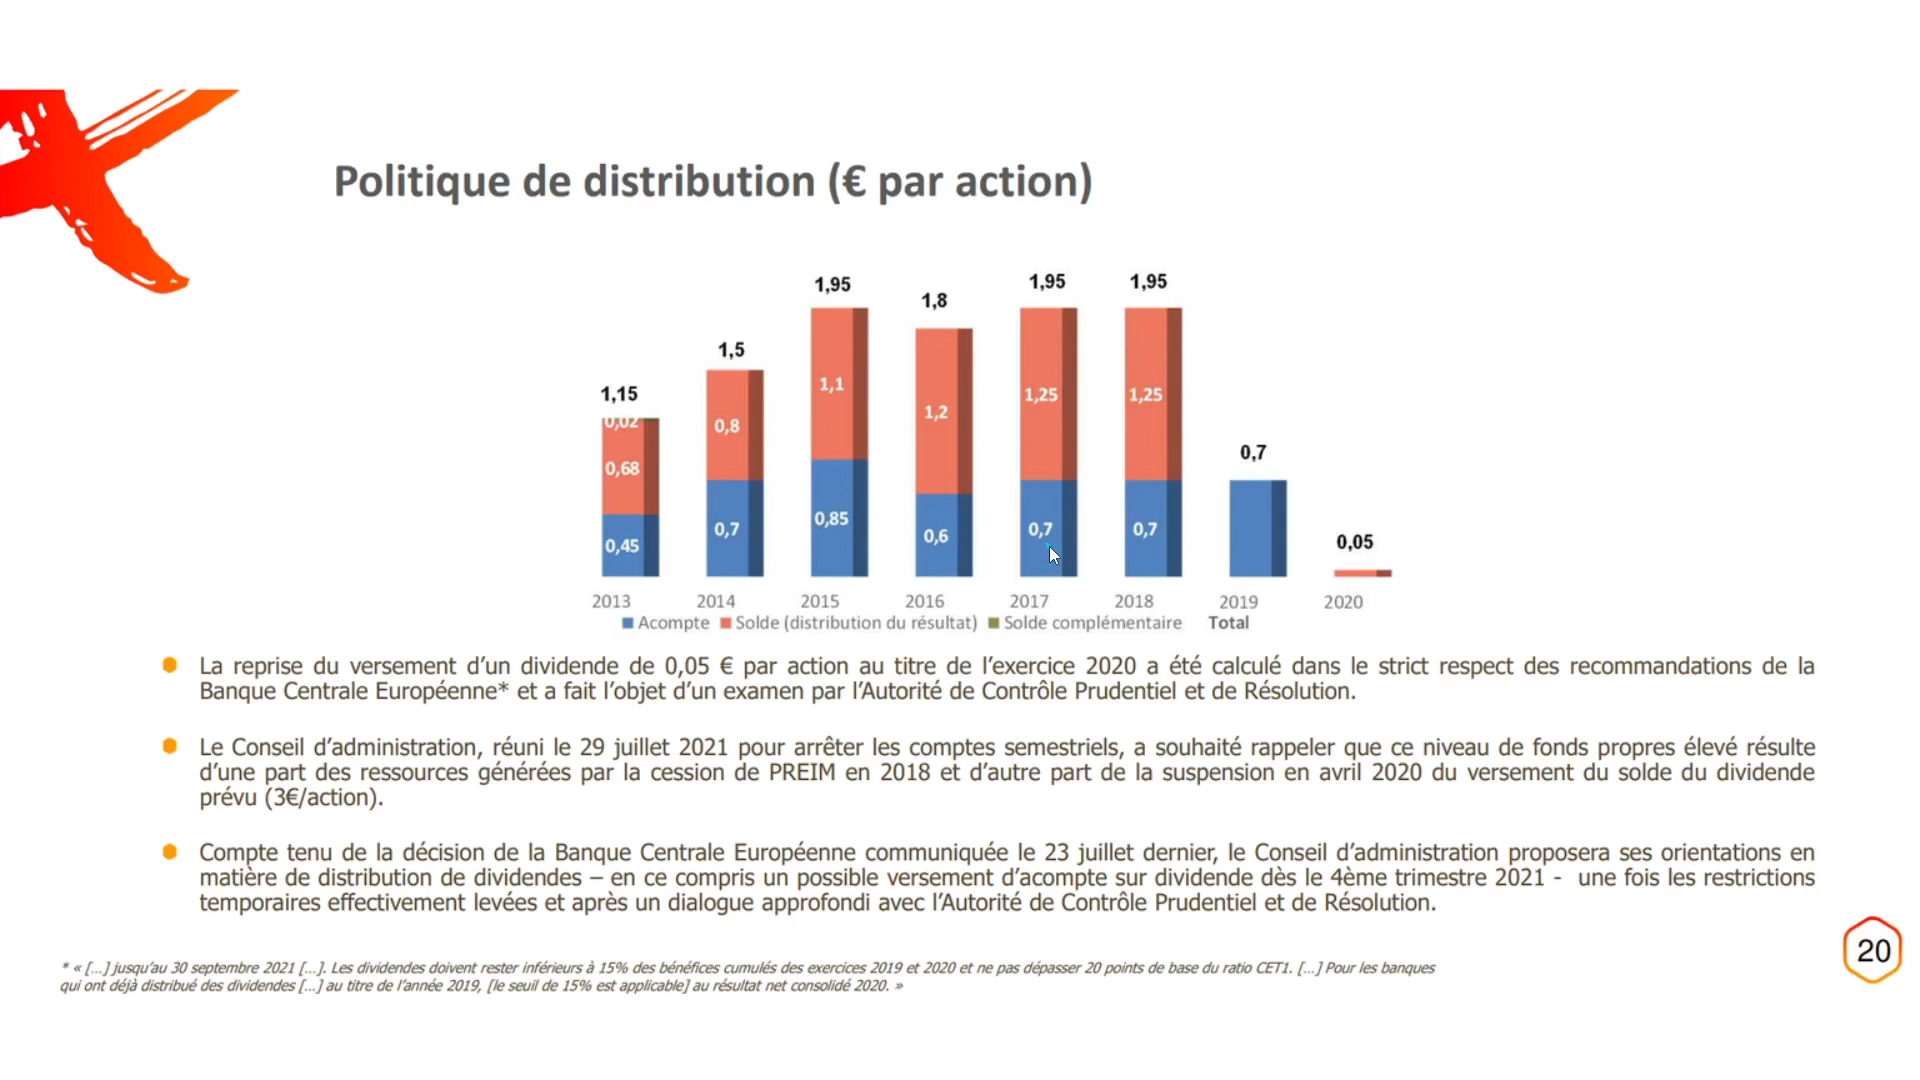 Politique de distribution (€ par action)
1,15
1,5
1,95
1,8
1,95
1,95
0,7
0,05
0,02
0,68
0,45
0,8
0,7
1,1
0,85
1,2
0,6
1,25
0,7
1,25
0,7
2013 2014 2015 2016 2017 2018 2019 2020
Acompte Solde (distribution du résultat) Solde complémentaire Total
La reprise du versement d’un dividende de 0,05 € par action au titre de l’exercice 2020 a été calculé dans le strict respect des recommandations de la
Banque Centrale Européenne* et a fait l’objet d’un examen par l’Autorité de Contrôle Prudentiel et de Résolution.
Le Conseil d’administration, réuni le 29 juillet 2021 pour arrêter les comptes semestriels, a souhaité rappeler que ce niveau de fonds propres élevé résulte
d’une part des ressources générées par la cession de PREIM en 2018 et d’autre part de la suspension en avril 2020 du versement du solde du dividende
prévu (3€/action).
Compte tenu de la décision de la Banque Centrale Européenne communiquée le 23 juillet dernier, le Conseil d’administration proposera ses orientations en
matière de distribution de dividendes – en ce compris un possible versement d’acompte sur dividende dès le 4ème trimestre 2021 - une fois les restrictions
temporaires effectivement levées et après un dialogue approfondi avec l’Autorité de Contrôle Prudentiel et de Résolution.
* « […] jusqu’au 30 septembre 2021 […]. Les dividendes doivent rester inférieurs à 15% des bénéfices cumulés des exercices 2019 et 2020 et ne pas dépasser 20 points de base du ratio CET1. […] Pour les banques
qui ont déjà distribué des dividendes […] au titre de l’année 2019, [le seuil de 15% est applicable] au résultat net consolidé 2020. »
20